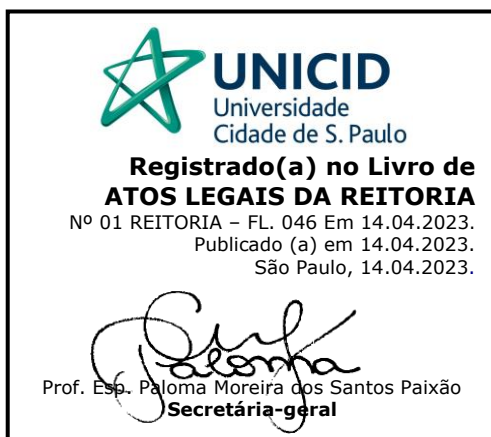 UNICID
Universidade
Cidade de S. Paulo
Registrado(a) no Livro de
ATOS LEGAIS DA REITORIA
Nº 01 REITORIA – FL. 046 Em 14.04.2023.
Publicado (a) em 14.04.2023.
São Paulo, 14.04.2023.
Paloma
Prof. Esp. Paloma Moreira dos Santos Paixão
Secretária-geral